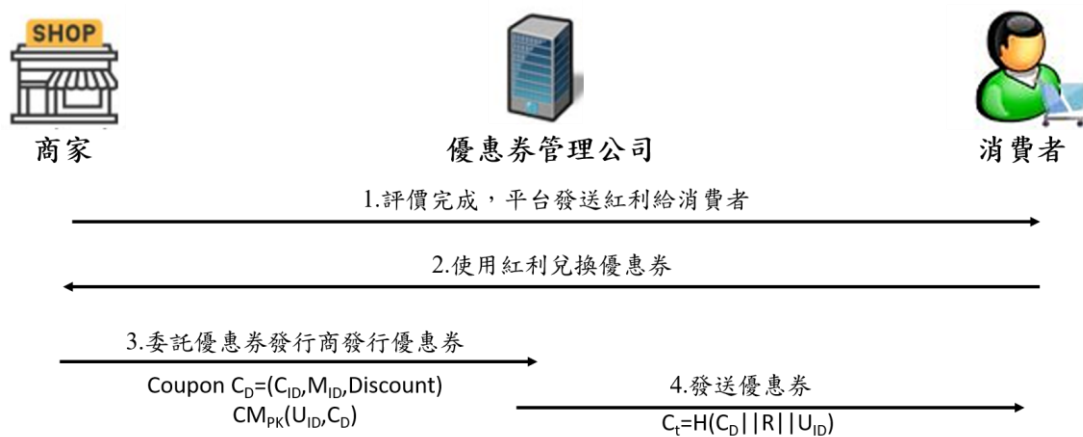 SHOP
商家
優惠券管理公司
消費者
1.評價完成，平台發送紅利給消費者
2.使用紅利兌換優惠券
3.委託優惠券發行商發行優惠券
Coupon C_D=(C_ID,M_ID,Discount)
CM_PK(U_ID,C_D)
4.發送優惠券
C_t=H(C_D||R||U_ID)